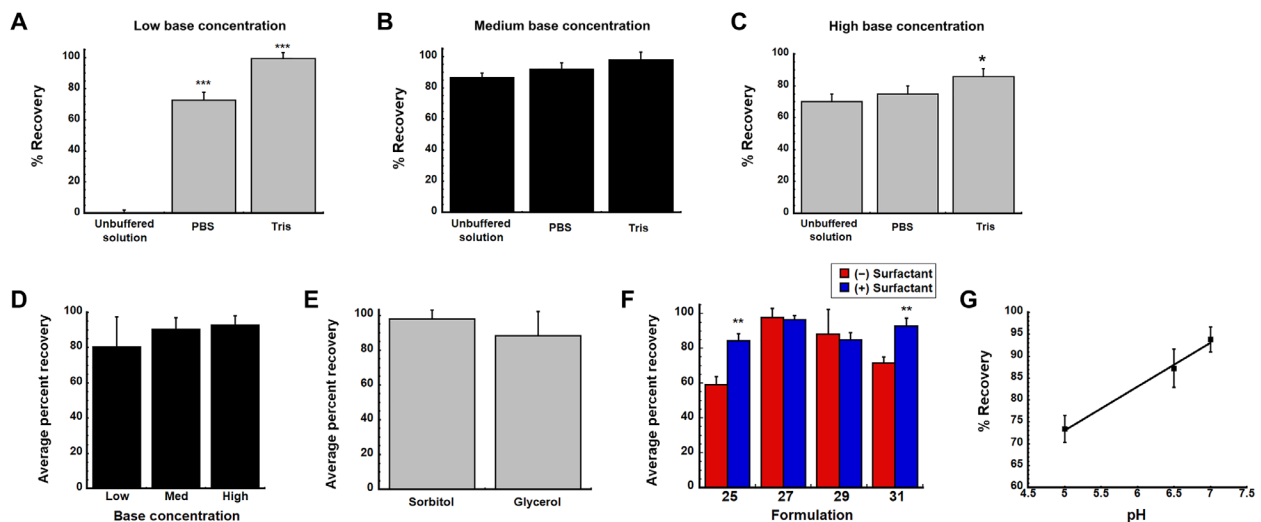 A
Low base concentration
% Recovery
100
80
60
40
20
0
***
***
Unbuffered
solution
PBS
Tris
B
Medium base concentration
% Recovery
100
80
60
40
20
0
Unbuffered
solution
PBS
Tris
C
High base concentration
% Recovery
100
80
60
40
20
0
*
Unbuffered
solution
PBS
Tris
D
Average percent recovery
100
80
60
40
20
0
Low Med High
Base concentration
E
Average percent recovery
100
80
60
40
20
0
Sorbitol Glycerol
F
(−) Surfactant
(+) Surfactant
Average percent recovery
100
80
60
40
20
0
**
**
25 27 29 31
Formulation
G
% Recovery
100
95
90
85
80
75
70
65
60
4.5 5 5.5 6 6.5 7 7.5
pH